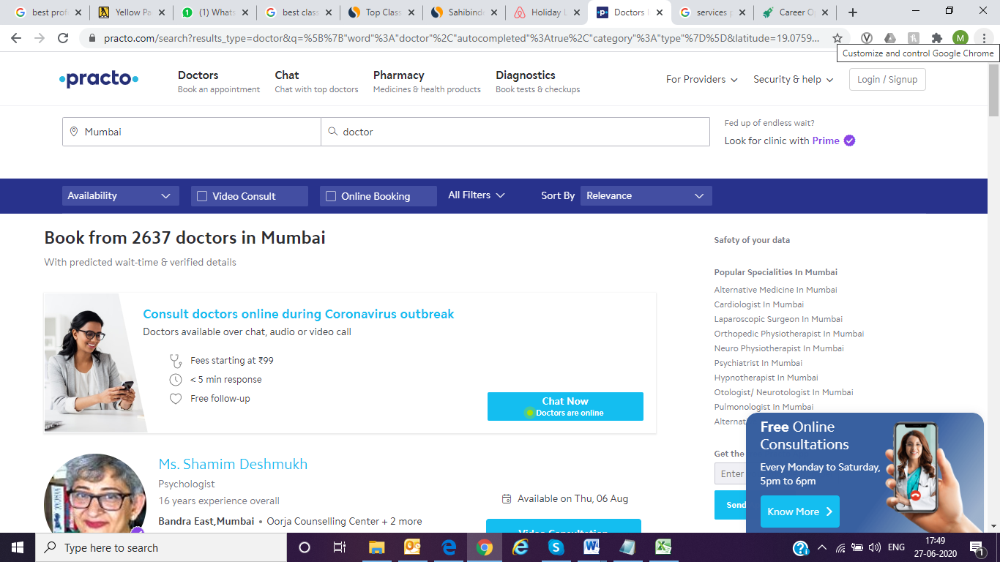 best profe
Yellow Pa
(1) Whats
best class
Top Class
Sahibinde
Holiday L
Doctors
services p
Career Op
practo.com/search?results_type=doctor&q=%5B%7B"word"%3A"doctor"%2C"autocompleted"%3Atrue%2C"category"%3A"type"%7D%5D&latitude=19.0759...
M
Customize and control Google Chrome
practo
Doctors
Book an appointment
Chat
Chat with top doctors
Pharmacy
Medicines & health products
Diagnostics
Book tests & checkups
For Providers
Security & help
Login / Signup
Mumbai
doctor
Fed up of endless wait?
Look for clinic with Prime
Availability
Video Consult
Online Booking
All Filters
Sort By
Relevance
Book from 2637 doctors in Mumbai
With predicted wait-time & verified details
Consult doctors online during Coronavirus outbreak
Doctors available over chat, audio or video call
Fees starting at ₹99
< 5 min response
Free follow-up
Chat Now
Doctors are online
Ms. Shamim Deshmukh
Psychologist
16 years experience overall
Bandra East,Mumbai • Oorja Counselling Center + 2 more
Available on Thu, 06 Aug
Video Consultation
Safety of your data
Popular Specialities In Mumbai
Alternative Medicine In Mumbai
Cardiologist In Mumbai
Laparoscopic Surgeon In Mumbai
Orthopedic Physiotherapist In Mumbai
Neuro Physiotherapist In Mumbai
Psychiatrist In Mumbai
Hypnotherapist In Mumbai
Otologist/ Neurotologist In Mumbai
Pulmonologist In Mumbai
Alternat
Get the
Enter
Send
Free Online
Consultations
Every Monday to Saturday,
5pm to 6pm
Know More
Type here to search
ENG
17:49
27-06-2020
1